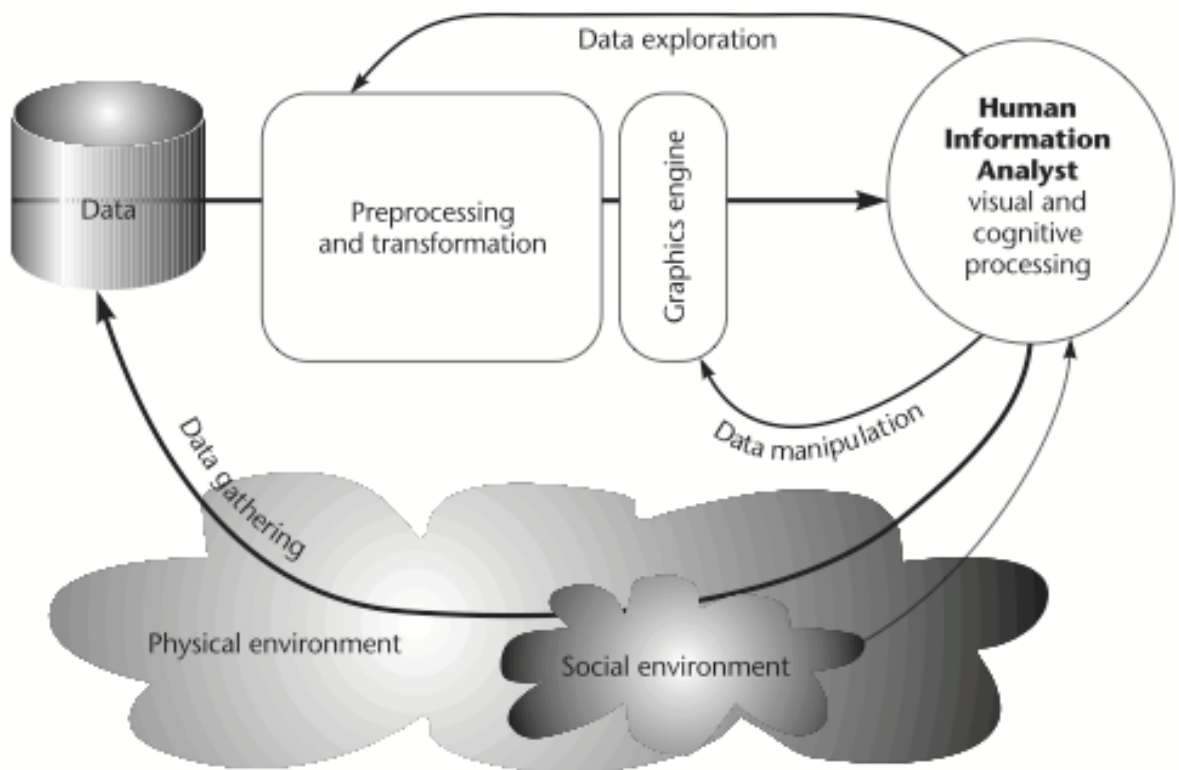 Data exploration
Human
Information
Analyst
visual and
cognitive
processing
Data
Preprocessing
and transformation
Graphics engine
Data manipulation
Data gathering
Physical environment
Social environment